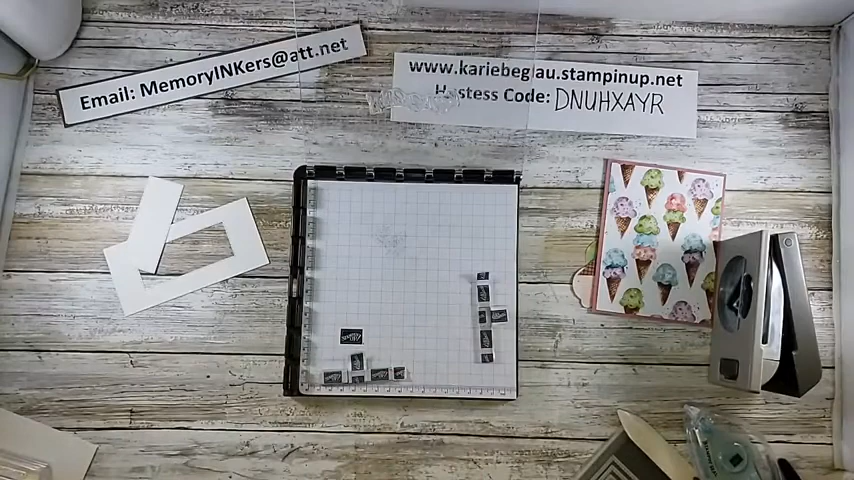 Email: MemoryINKers@att.net
www.kariebeglau.stampinup.net
Hostess Code: DNUHXAYR